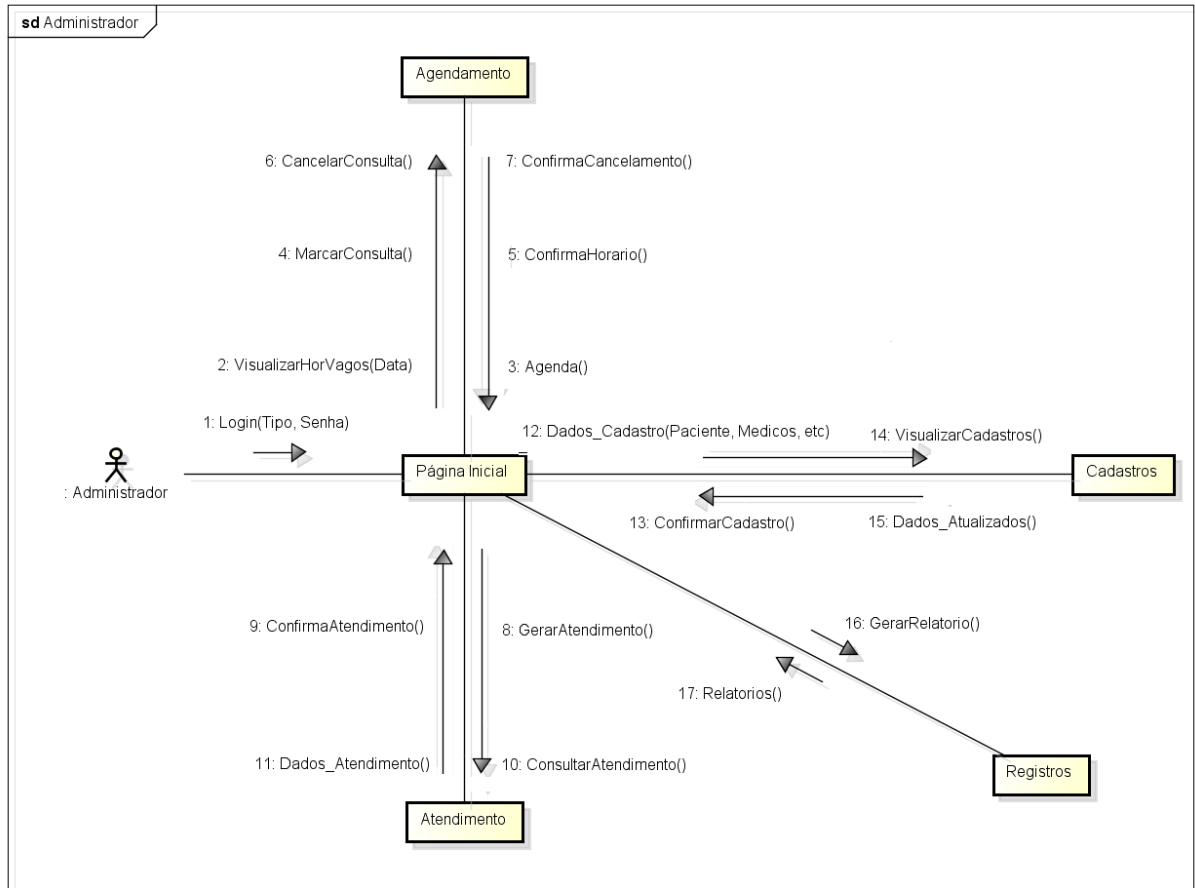 sd Administrador
Agendamento
6: CancelarConsulta()
7: ConfirmaCancelamento()
4: MarcarConsulta()
5: ConfirmaHorario()
2: VisualizarHorVagos(Data)
3: Agenda()
1: Login(Tipo, Senha)
12: Dados_Cadastro(Paciente, Medicos, etc)
14: VisualizarCadastros()
: Administrador
Página Inicial
Cadastros
13: ConfirmarCadastro()
15: Dados_Atualizados()
9: ConfirmaAtendimento()
8: GerarAtendimento()
16: GerarRelatorio()
17: Relatorios()
11: Dados_Atendimento()
10: ConsultarAtendimento()
Registros
Atendimento